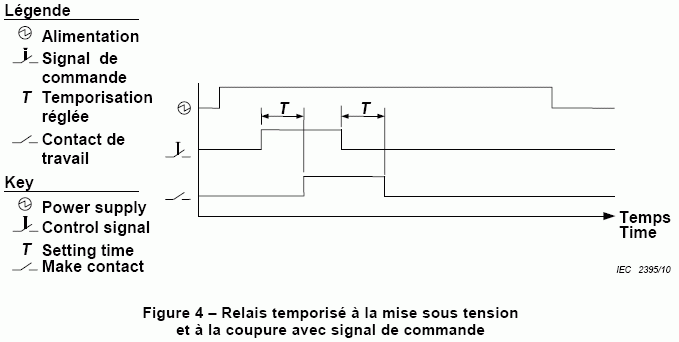 Légende
Alimentation
Signal de
commande
T Temporisation
réglée
Contact de
travail
Key
Power supply
Control signal
T Setting time
Make contact
T
T
Temps
Time
IEC 2395/10
Figure 4 – Relais temporisé à la mise sous tension
et à la coupure avec signal de commande